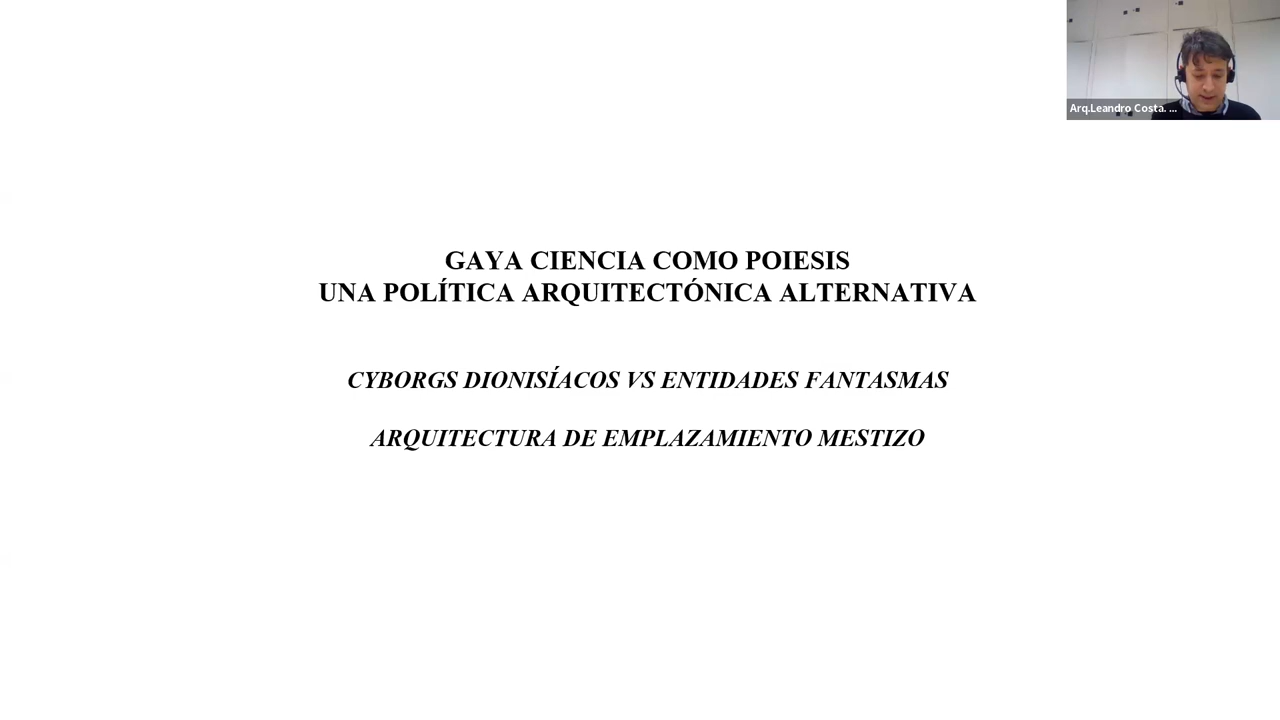 Arq.Leandro Costa. ...
GAYA CIENCIA COMO POIESIS
UNA POLÍTICA ARQUITECTÓNICA ALTERNATIVA
CYBORGS DIONISÍACOS VS ENTIDADES FANTASMAS
ARQUITECTURA DE EMPLAZAMIENTO MESTIZO